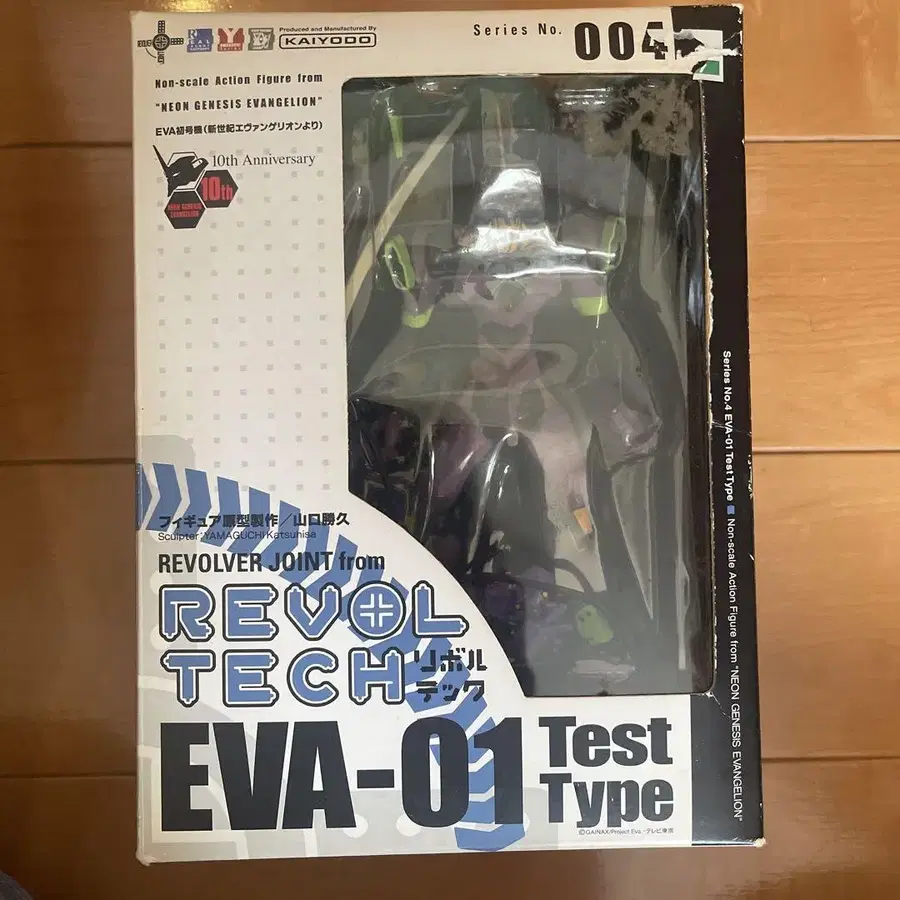 Produced and Manufactured By
KAIYODO
Series No. 004
Non-scale Action Figure from
"NEON GENESIS EVANGELION"
EVA初号機(新世紀エヴァンゲリオンより)
10th Anniversary
10th
NEON GENESIS
EVANGELION
フィギュア原型製作／山口勝久
Sculpter:YAMAGUCHI Katsuhisa
REVOLVER JOINT from
REVOL
TECH
リボル
テック
EVA-01
Test
Type
©GAINAX/Project Eva.・テレビ東京
Series No.4 EVA-01 Test Type Non-scale Action Figure from "NEON GENESIS EVANGELION"